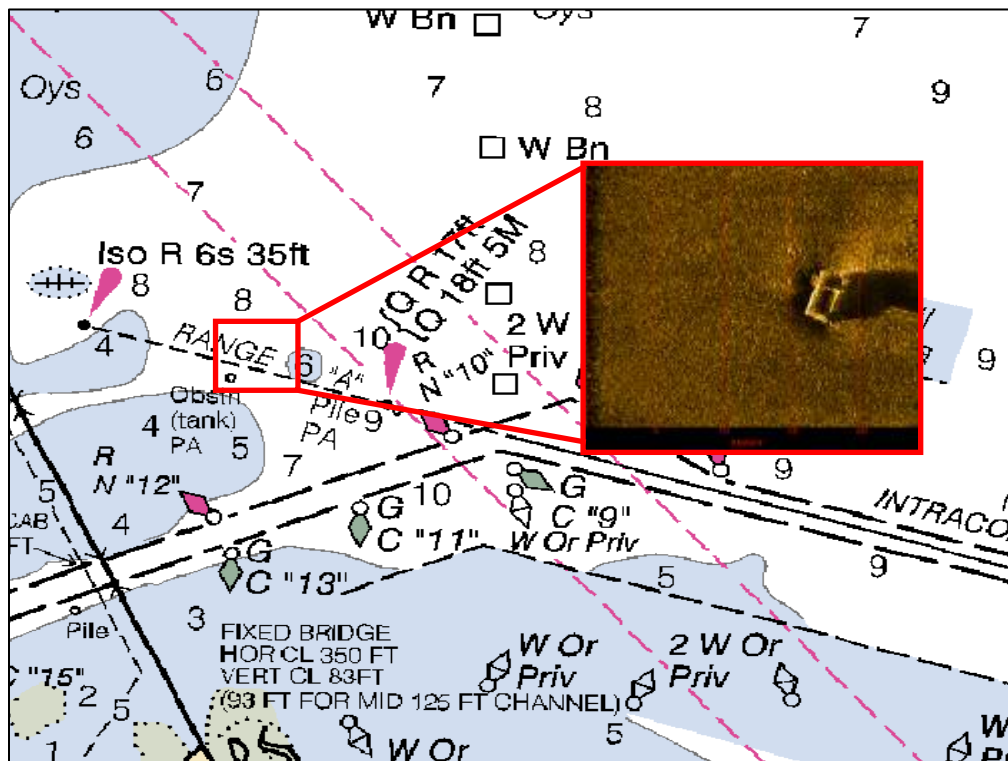 W Bn
Oys
7
6
Oys
7
8
9
6
W Bn
7
Iso R 6s 35ft
8
{Q R 17ft
{Q 18ft 5M
8
8
RANGE "A"
10
R
N "10"
2 W
Priv
9
4
6
Obstn
(tank)
PA
Pile
PA
9
4
5
7
R
N "12"
9
10
G
C "11"
G
C "9"
W Or Priv
INTRACO
5
CAB
FT
4
G
C "13"
9
5
Pile
3
FIXED BRIDGE
HOR CL 350 FT
VERT CL 83FT
(93 FT FOR MID 125 FT CHANNEL)
W Or
Priv
2 W Or
Priv
C "15"
2
5
5
1
W Or
W